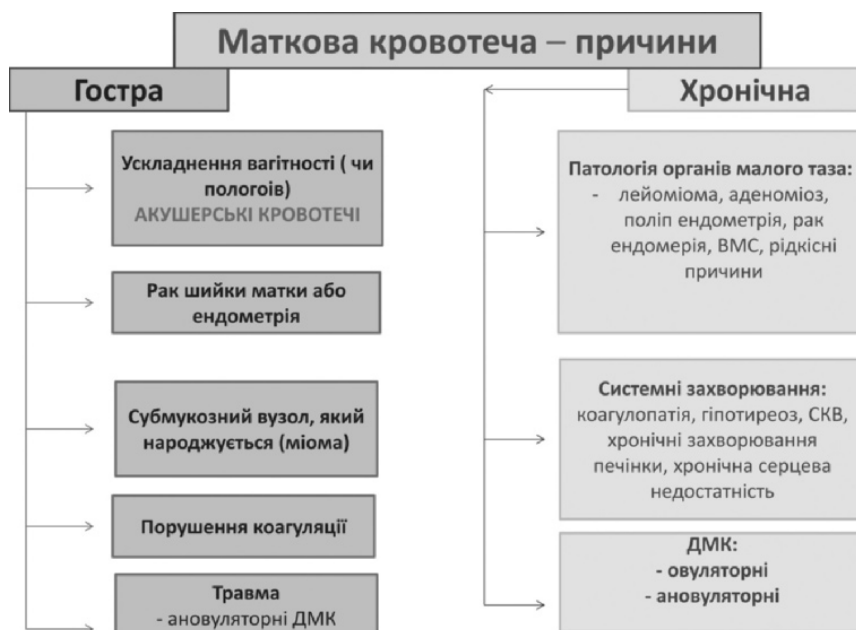 Маткова кровотеча – причини
Гостра
Ускладнення вагітності ( чи
пологоів)
АКУШЕРСЬКІ КРОВОТЕЧІ
Рак шийки матки або
ендометрія
Субмукозний вузол, який
народжується (міома)
Порушення коагуляції
Травма
- ановуляторні ДМК
Хронічна
Патологія органів малого таза:
- лейоміома, аденоміоз,
поліп ендометрія, рак
ендомерія, ВМС, рідкісні
причини
Системні захворювання:
коагулопатія, гіпотиреоз, СКВ,
хронічні захворювання
печінки, хронічна серцева
недостатність
ДМК:
- овуляторні
- ановуляторні